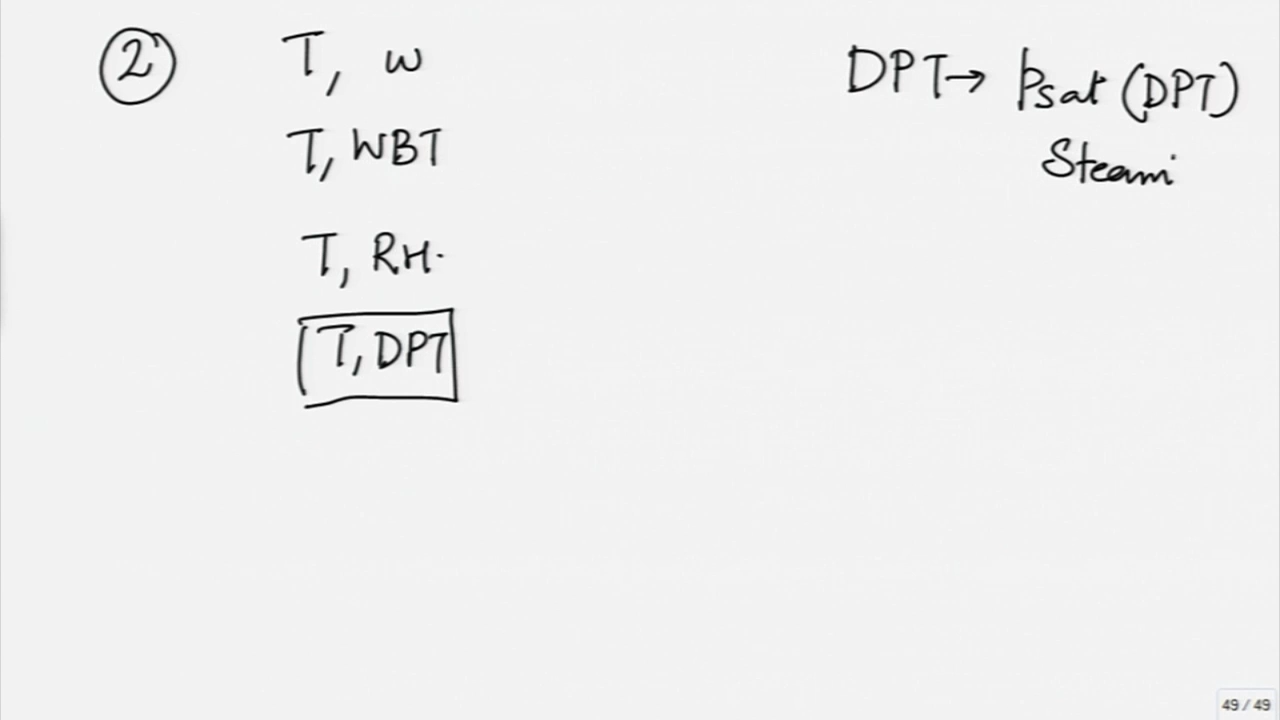 ② T, w
T, WBT
T, RH.
T, DPT
DPT→ psat (DPT)
Steam
49 / 49